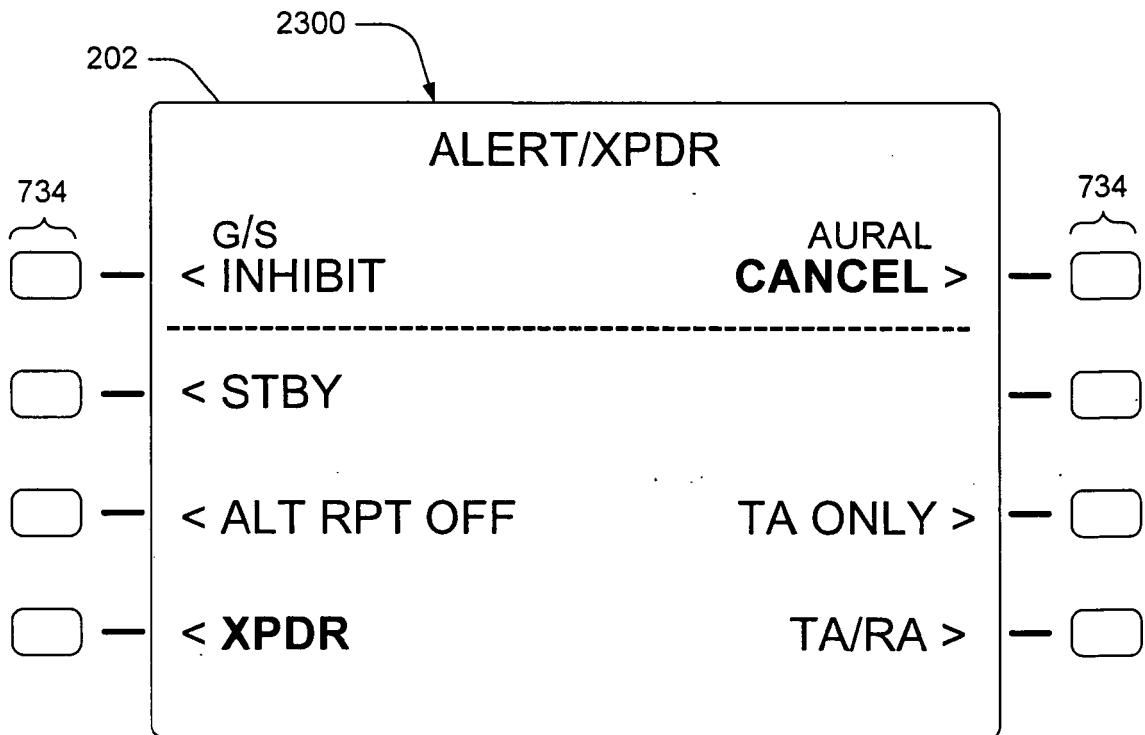 2300
202
ALERT/XPDR
734
734
G/S
AURAL
< INHIBIT
CANCEL >
< STBY
< ALT RPT OFF
TA ONLY >
< XPDR
TA/RA >